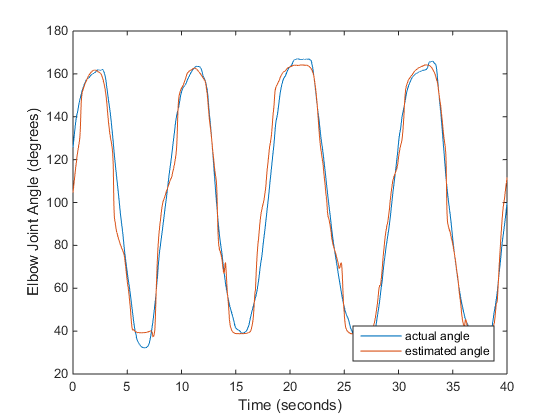 180
160
140
120
100
80
60
40
20
Elbow Joint Angle (degrees)
actual angle
estimated angle
0 5 10 15 20 25 30 35 40
Time (seconds)